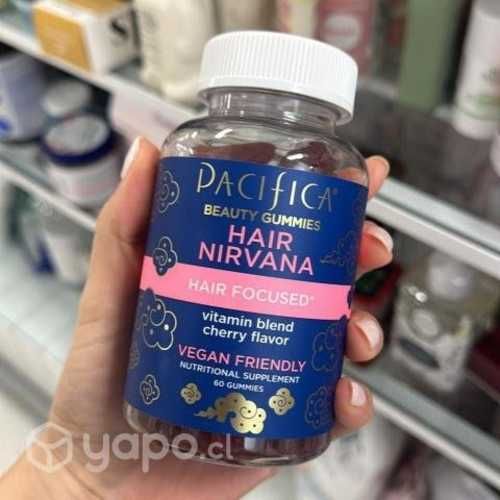 PACIFICA®
BEAUTY GUMMIES
HAIR
NIRVANA
HAIR FOCUSED*
vitamin blend
cherry flavor
VEGAN FRIENDLY
NUTRITIONAL SUPPLEMENT
60 GUMMIES
yapo.cl